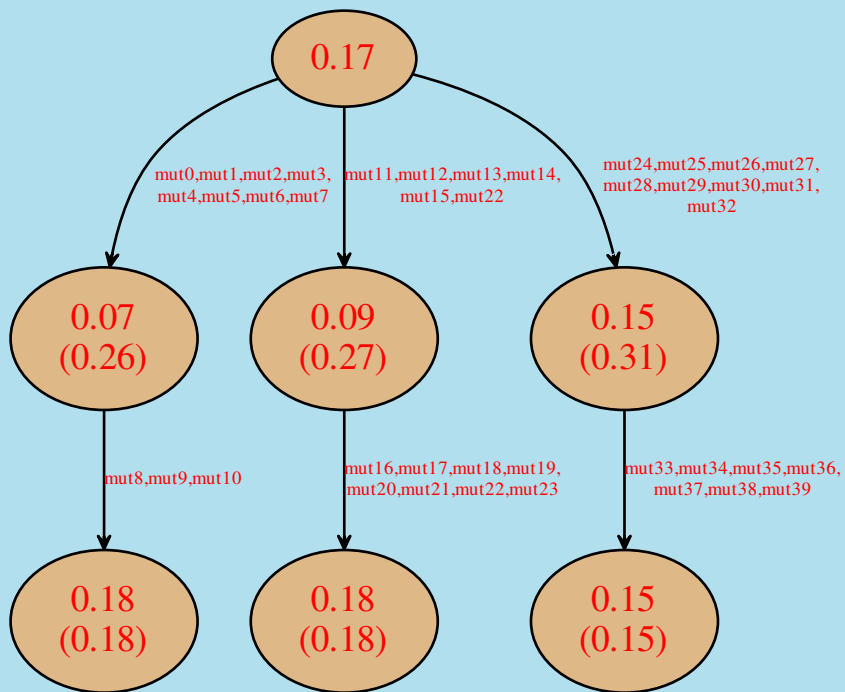 0.17
mut0,mut1,mut2,mut3,
mut4,mut5,mut6,mut7
mut11,mut12,mut13,mut14,
mut15,mut22
mut24,mut25,mut26,mut27,
mut28,mut29,mut30,mut31,
mut32
0.07
(0.26)
0.09
(0.27)
0.15
(0.31)
mut8,mut9,mut10
mut16,mut17,mut18,mut19,
mut20,mut21,mut22,mut23
mut33,mut34,mut35,mut36,
mut37,mut38,mut39
0.18
(0.18)
0.18
(0.18)
0.15
(0.15)